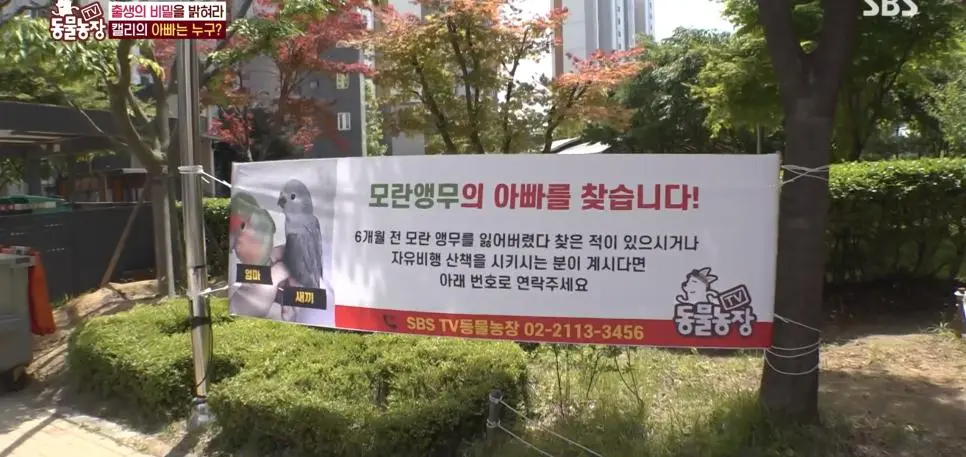 TV
동물농장
출생의 비밀을 밝혀라
캘리의 아빠는 누구?
SBS
모란앵무의 아빠를 찾습니다!
6개월 전 모란 앵무를 잃어버렸다 찾은 적이 있으시거나
자유비행 산책을 시키시는 분이 계시다면
아래 번호로 연락주세요
엄마
새끼
TV
동물농장
SBS TV동물농장 02-2113-3456